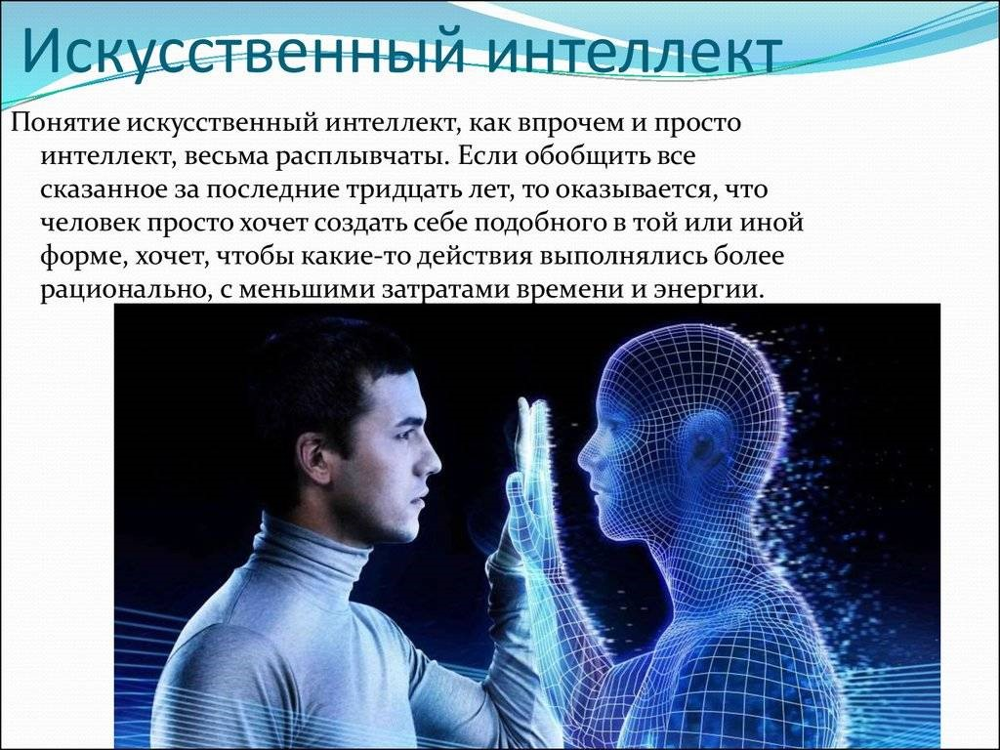 Искусственный интеллект
Понятие искусственный интеллект, как впрочем и просто
интеллект, весьма расплывчаты. Если обобщить все
сказанное за последние тридцать лет, то оказывается, что
человек просто хочет создать себе подобного в той или иной
форме, хочет, чтобы какие-то действия выполнялись более
рационально, с меньшими затратами времени и энергии.